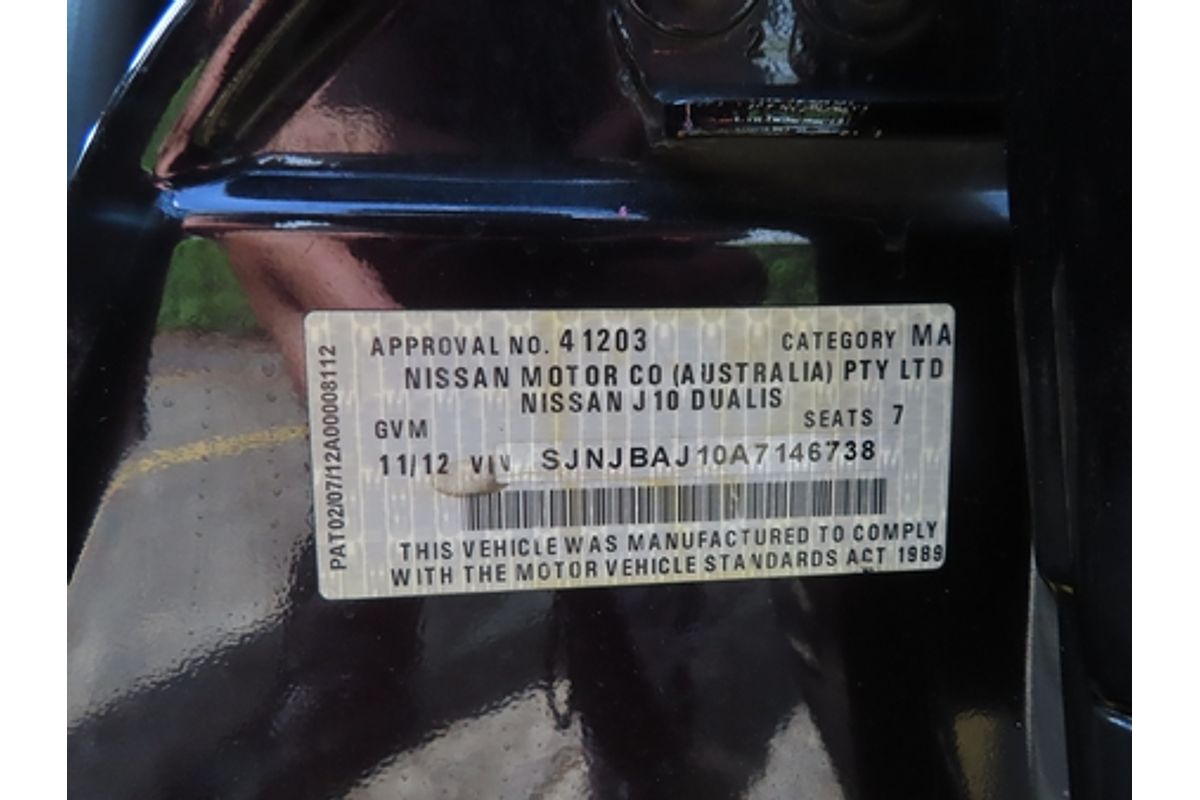 2
APPROVAL NO. 41203 CATEGORY MA
NISSAN MOTOR CO (AUSTRALIA) PTY LTD
NISSAN J10 DUALIS
GVM SEATS 7
11/12 VIN SJNJBAJ10A7146738
THIS VEHICLE WAS MANUFACTURED TO COMPLY
WITH THE MOTOR VEHICLE STANDARDS ACT 1989
PAT02/07/12A00008112